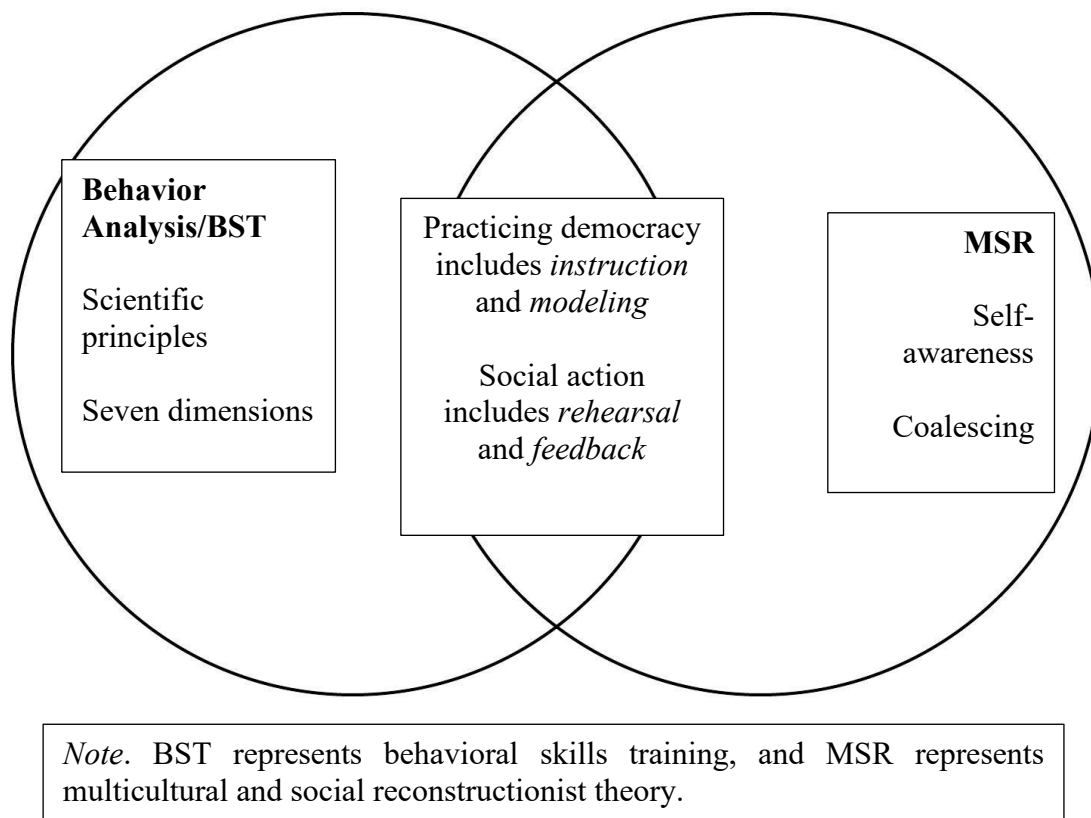 Behavior
Analysis/BST
Scientific
principles
Seven dimensions
Practicing democracy
includes instruction
and modeling
Social action
includes rehearsal
and feedback
MSR
Self-
awareness
Coalescing
Note. BST represents behavioral skills training, and MSR represents
multicultural and social reconstructionist theory.